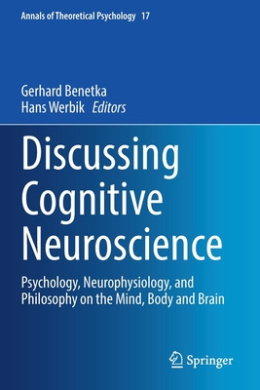 Annals of Theoretical Psychology 17
Gerhard Benetka
Hans Werbik Editors
Discussing
Cognitive
Neuroscience
Psychology, Neurophysiology, and
Philosophy on the Mind, Body and Brain
Springer